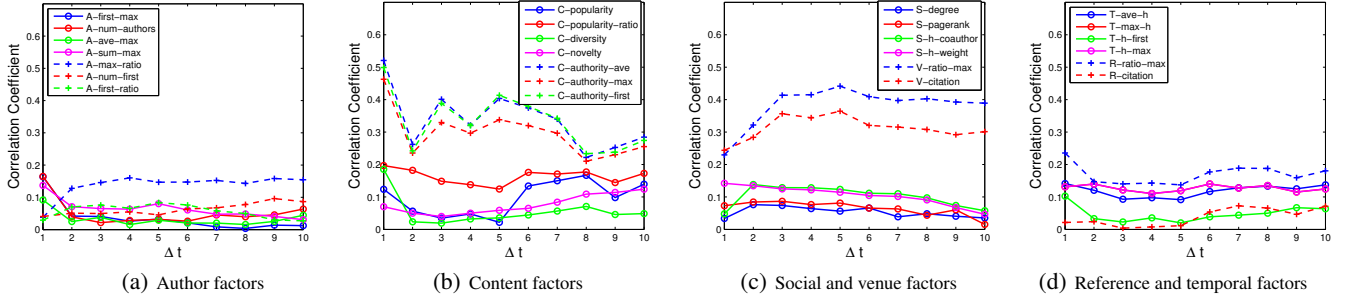 Correlation Coefficient
0.6
0.5
0.4
0.3
0.2
0.1
0
A−first−max
A−num−authors
A−ave−max
A−sum−max
A−max−ratio
A−num−first
A−first−ratio
1 2 3 4 5 6 7 8 9 10
Δ t
(a) Author factors
Correlation Coefficient
0.6
0.5
0.4
0.3
0.2
0.1
0
C−popularity
C−popularity−ratio
C−diversity
C−novelty
C−authority−ave
C−authority−max
C−authority−first
1 2 3 4 5 6 7 8 9 10
Δ t
(b) Content factors
Correlation Coefficient
0.6
0.5
0.4
0.3
0.2
0.1
0
S−degree
S−pagerank
S−h−coauthor
S−h−weight
V−ratio−max
V−citation
1 2 3 4 5 6 7 8 9 10
Δ t
(c) Social and venue factors
Correlation Coefficient
0.6
0.5
0.4
0.3
0.2
0.1
0
T−ave−h
T−max−h
T−h−first
T−h−max
R−ratio−max
R−citation
1 2 3 4 5 6 7 8 9 10
Δ t
(d) Reference and temporal factors